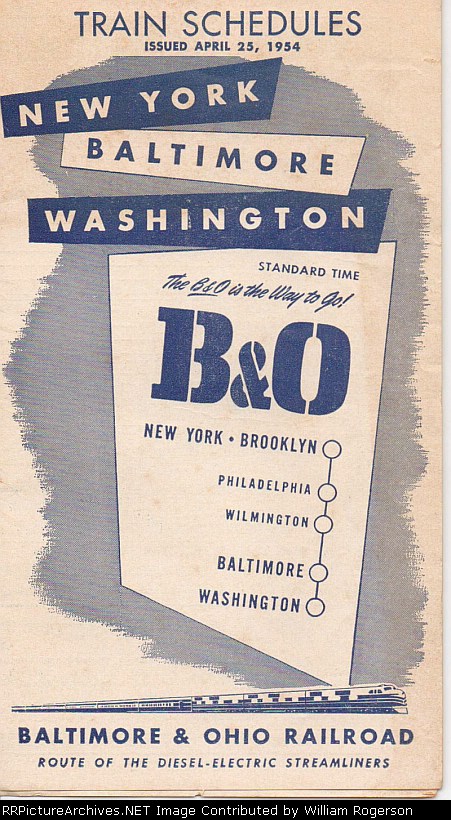 TRAIN SCHEDULES
ISSUED APRIL 25, 1954
NEW YORK
BALTIMORE
WASHINGTON
STANDARD TIME
The B&O is the Way to Go!
B&O
NEW YORK • BROOKLYN
PHILADELPHIA
WILMINGTON
BALTIMORE
WASHINGTON
BALTIMORE & OHIO RAILROAD
ROUTE OF THE DIESEL-ELECTRIC STREAMLINERS
RRPictureArchives.NET Image Contributed by William Rogerson